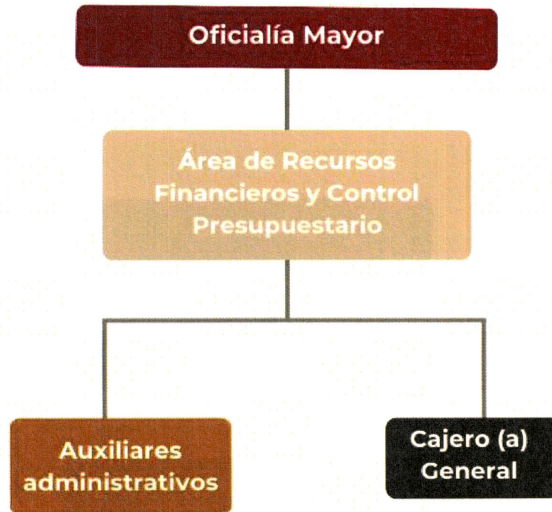 Oficialía Mayor
Área de Recursos
Financieros y Control
Presupuestario
Auxiliares
administrativos
Cajero (a)
General